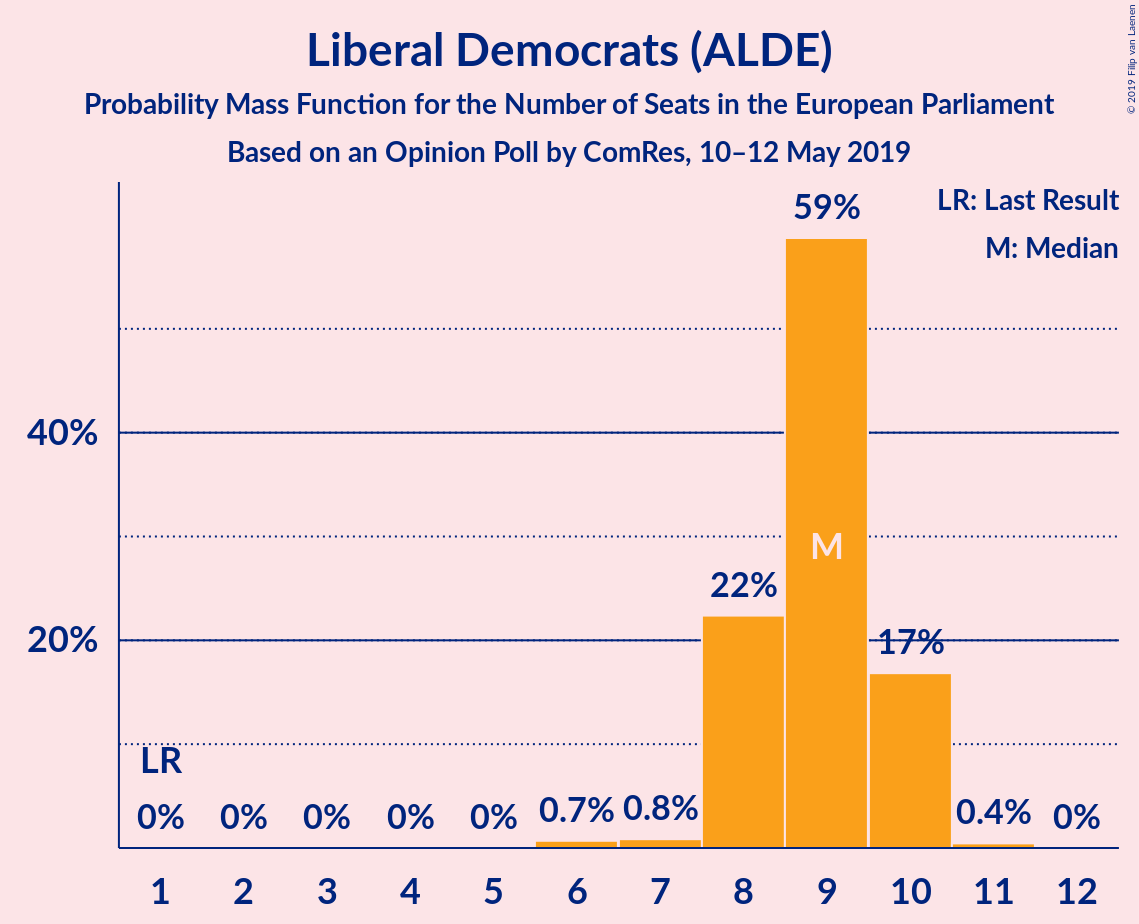 Liberal Democrats (ALDE)
Probability Mass Function for the Number of Seats in the European Parliament
Based on an Opinion Poll by ComRes, 10–12 May 2019
© 2019 Filip van Laenen
LR: Last Result
M: Median
59%
40%
M
22%
20%
17%
LR
0%
0%
0%
0%
0%
0.7%
0.8%
0.4%
0%
1 2 3 4 5 6 7 8 9 10 11 12